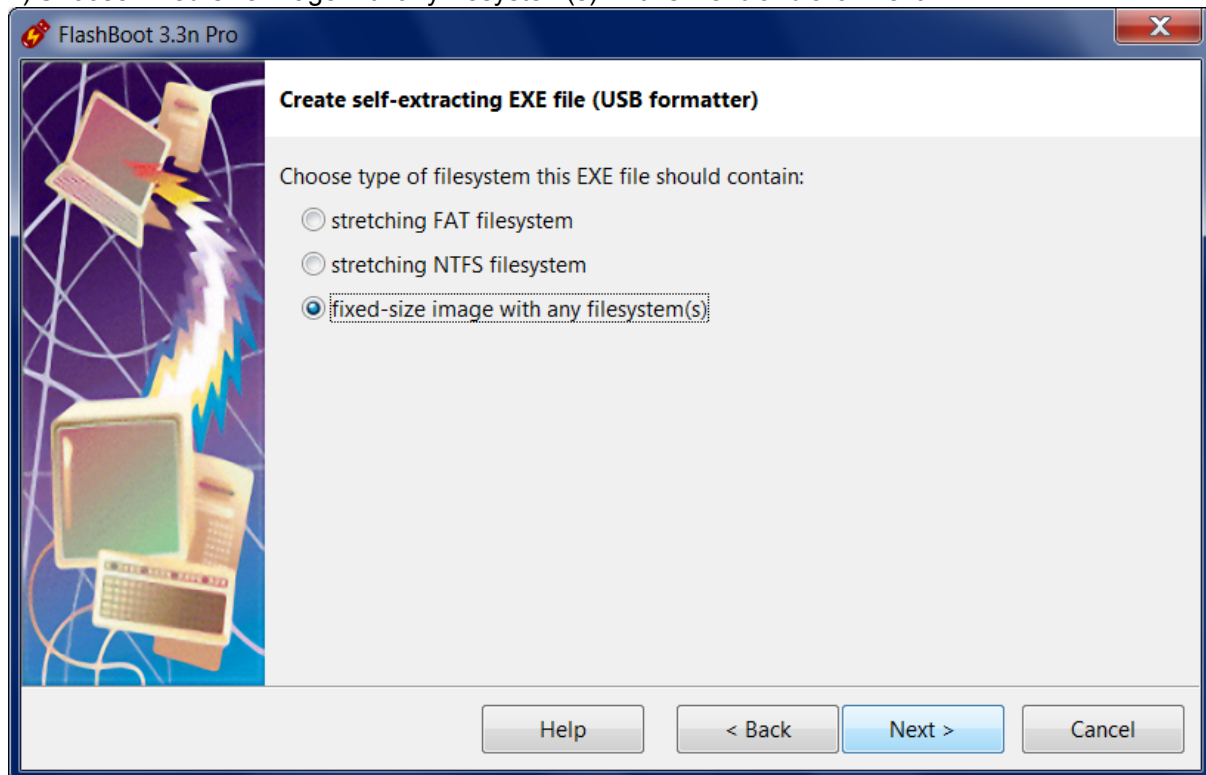 FlashBoot 3.3n Pro
X
Create self-extracting EXE file (USB formatter)
Choose type of filesystem this EXE file should contain:
stretching FAT filesystem
stretching NTFS filesystem
fixed-size image with any filesystem(s)
Help
< Back
Next >
Cancel